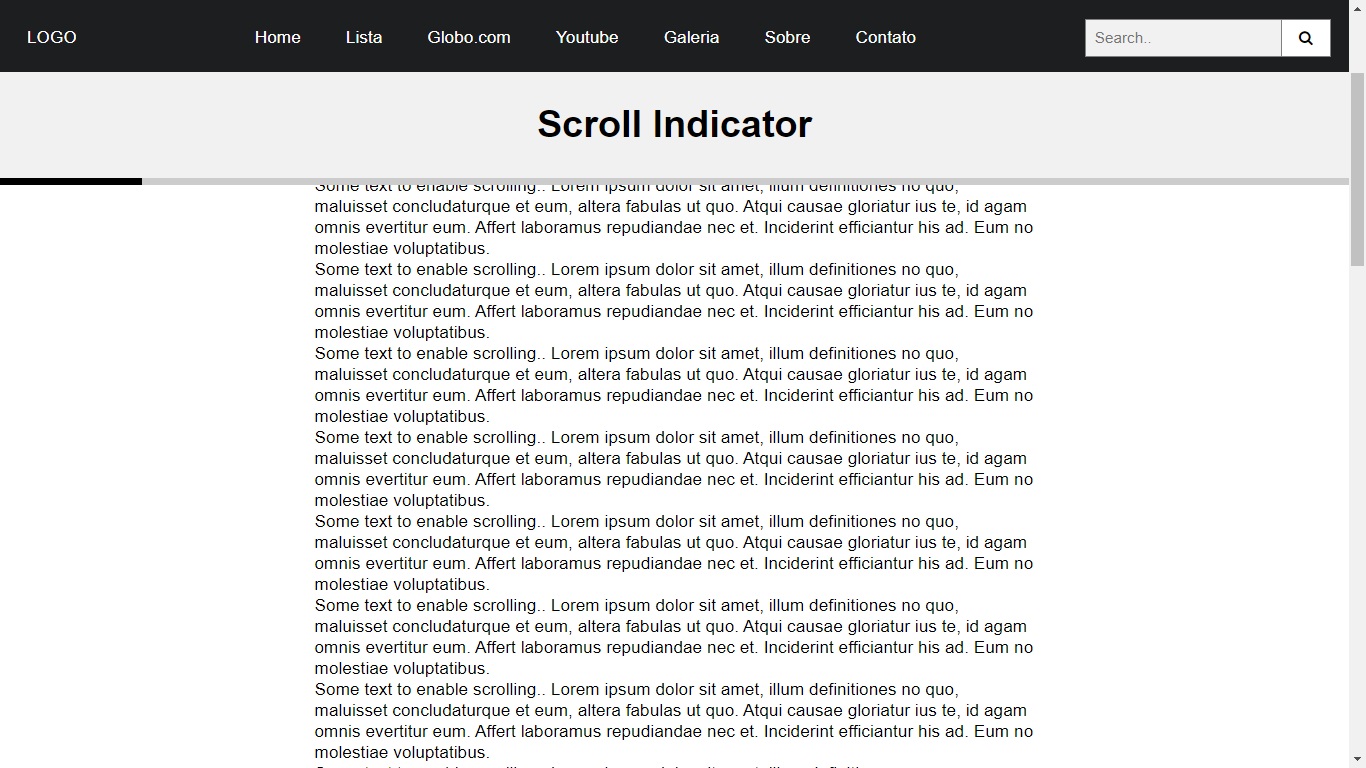 LOGO Home Lista Globo.com Youtube Galeria Sobre Contato Search..
Scroll Indicator
Some text to enable scrolling.. Lorem ipsum dolor sit amet, illum definitiones no quo,
maluisset concludaturque et eum, altera fabulas ut quo. Atqui causae gloriatur ius te, id agam
omnis evertitur eum. Affert laboramus repudiandae nec et. Inciderint efficiantur his ad. Eum no
molestiae voluptatibus.
Some text to enable scrolling.. Lorem ipsum dolor sit amet, illum definitiones no quo,
maluisset concludaturque et eum, altera fabulas ut quo. Atqui causae gloriatur ius te, id agam
omnis evertitur eum. Affert laboramus repudiandae nec et. Inciderint efficiantur his ad. Eum no
molestiae voluptatibus.
Some text to enable scrolling.. Lorem ipsum dolor sit amet, illum definitiones no quo,
maluisset concludaturque et eum, altera fabulas ut quo. Atqui causae gloriatur ius te, id agam
omnis evertitur eum. Affert laboramus repudiandae nec et. Inciderint efficiantur his ad. Eum no
molestiae voluptatibus.
Some text to enable scrolling.. Lorem ipsum dolor sit amet, illum definitiones no quo,
maluisset concludaturque et eum, altera fabulas ut quo. Atqui causae gloriatur ius te, id agam
omnis evertitur eum. Affert laboramus repudiandae nec et. Inciderint efficiantur his ad. Eum no
molestiae voluptatibus.
Some text to enable scrolling.. Lorem ipsum dolor sit amet, illum definitiones no quo,
maluisset concludaturque et eum, altera fabulas ut quo. Atqui causae gloriatur ius te, id agam
omnis evertitur eum. Affert laboramus repudiandae nec et. Inciderint efficiantur his ad. Eum no
molestiae voluptatibus.
Some text to enable scrolling.. Lorem ipsum dolor sit amet, illum definitiones no quo,
maluisset concludaturque et eum, altera fabulas ut quo. Atqui causae gloriatur ius te, id agam
omnis evertitur eum. Affert laboramus repudiandae nec et. Inciderint efficiantur his ad. Eum no
molestiae voluptatibus.
Some text to enable scrolling.. Lorem ipsum dolor sit amet, illum definitiones no quo,
maluisset concludaturque et eum, altera fabulas ut quo. Atqui causae gloriatur ius te, id agam
omnis evertitur eum. Affert laboramus repudiandae nec et. Inciderint efficiantur his ad. Eum no
molestiae voluptatibus.